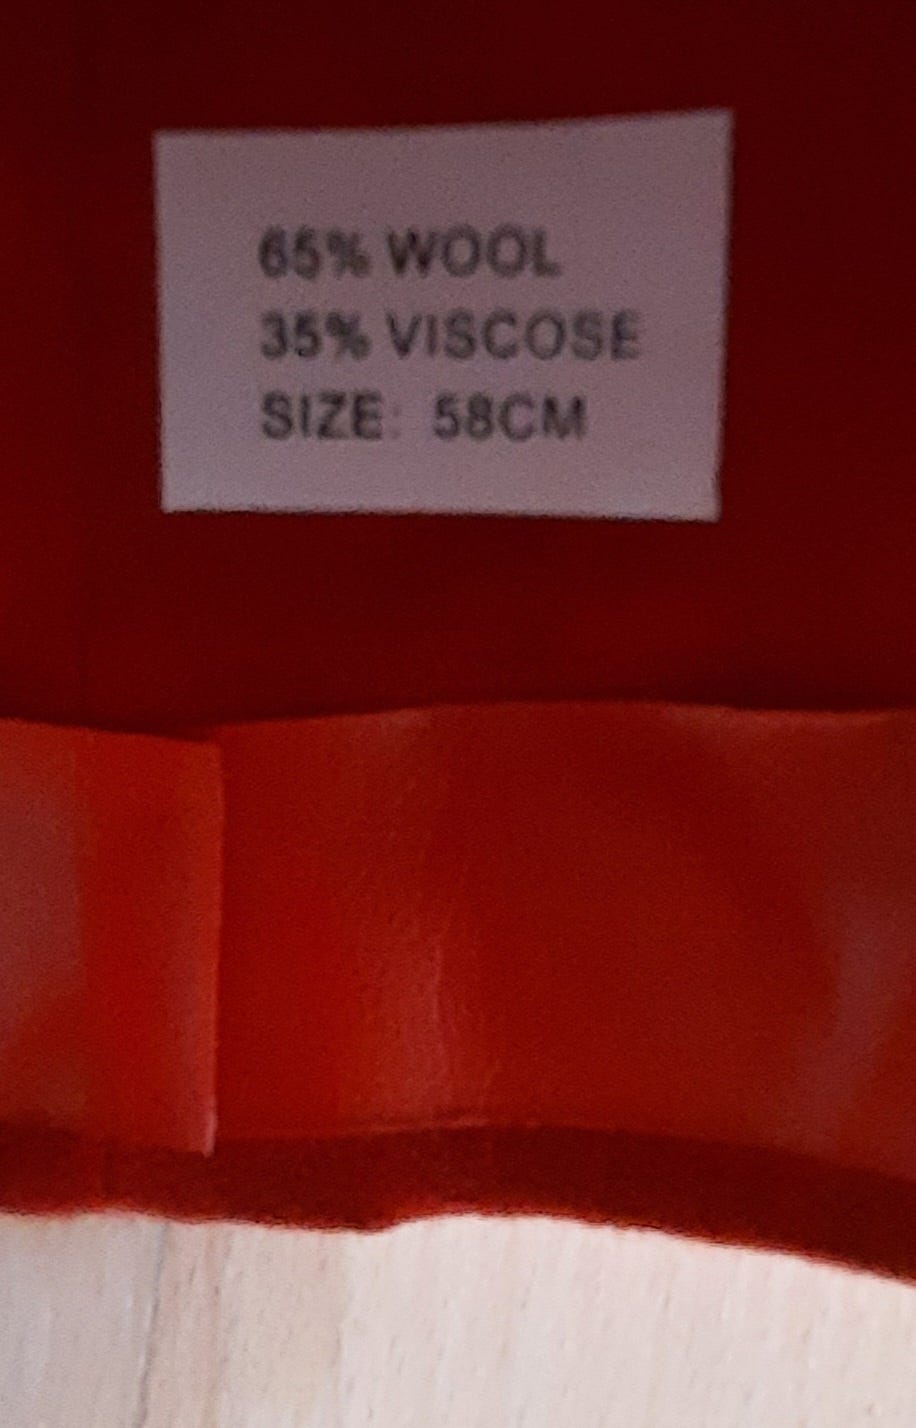 65% WOOL
35% VISCOSE
SIZE: 58CM